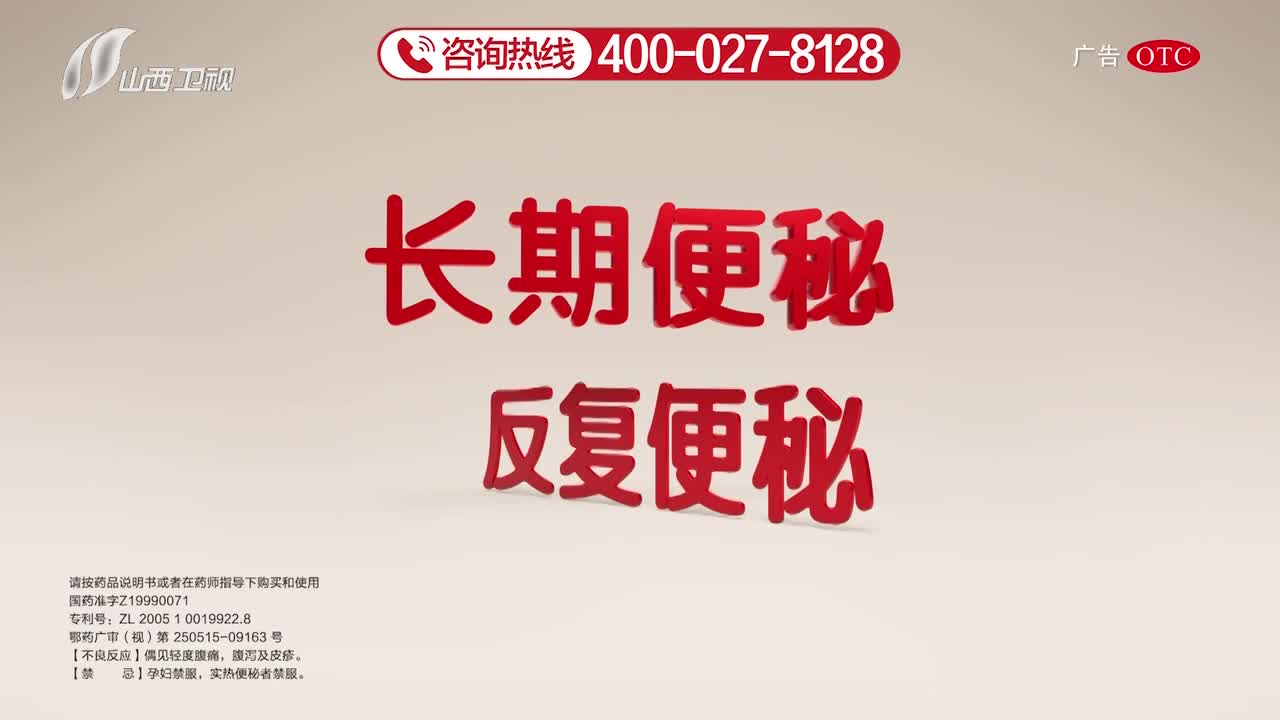 山西卫视
咨询热线 400-027-8128
广告 OTC
长期便秘
反复便秘
请按药品说明书或者在药师指导下购买和使用
国药准字Z19990071
专利号：ZL 2005 1 0019922.8
鄂药广审（视）第 250515-09163 号
【不良反应】偶见轻度腹痛，腹泻及皮疹。
【禁　　忌】孕妇禁服，实热便秘者禁服。